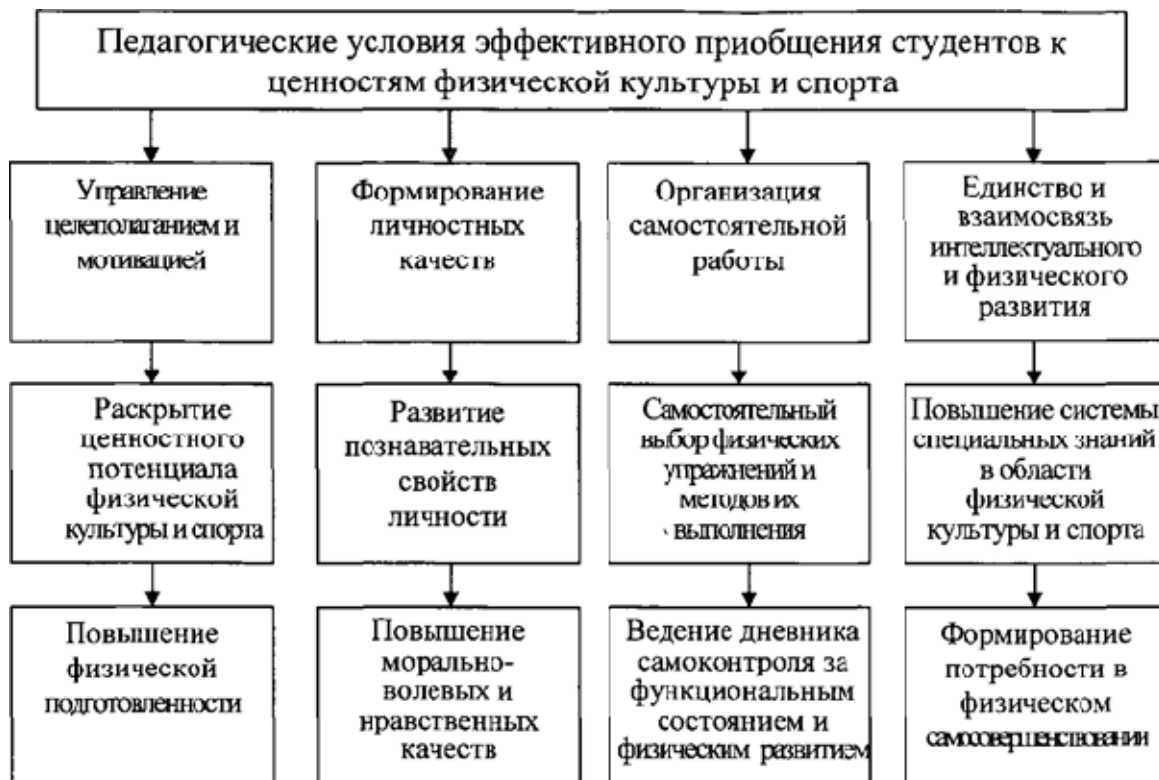 Педагогические условия эффективного приобщения студентов к
ценностям физической культуры и спорта
Управление
целеполаганием и
мотивацией
Формирование
личностных
качеств
Организация
самостоятельной
работы
Единство и
взаимосвязь
интеллектуального
и физического
развития
Раскрытие
ценностного
потенциала
физической
культуры и спорта
Развитие
познавательных
свойств
личности
Самостоятельный
выбор физических
упражнений и
методов их
выполнения
Повышение системы
специальных знаний
в области
физической
культуры и спорта
Повышение
физической
подготовленности
Повышение
морально-
волевых и
нравственных
качеств
Ведение дневника
самоконтроля за
функциональным
состоянием и
физическим развитием
Формирование
потребности в
физическом
самосовершенствовании